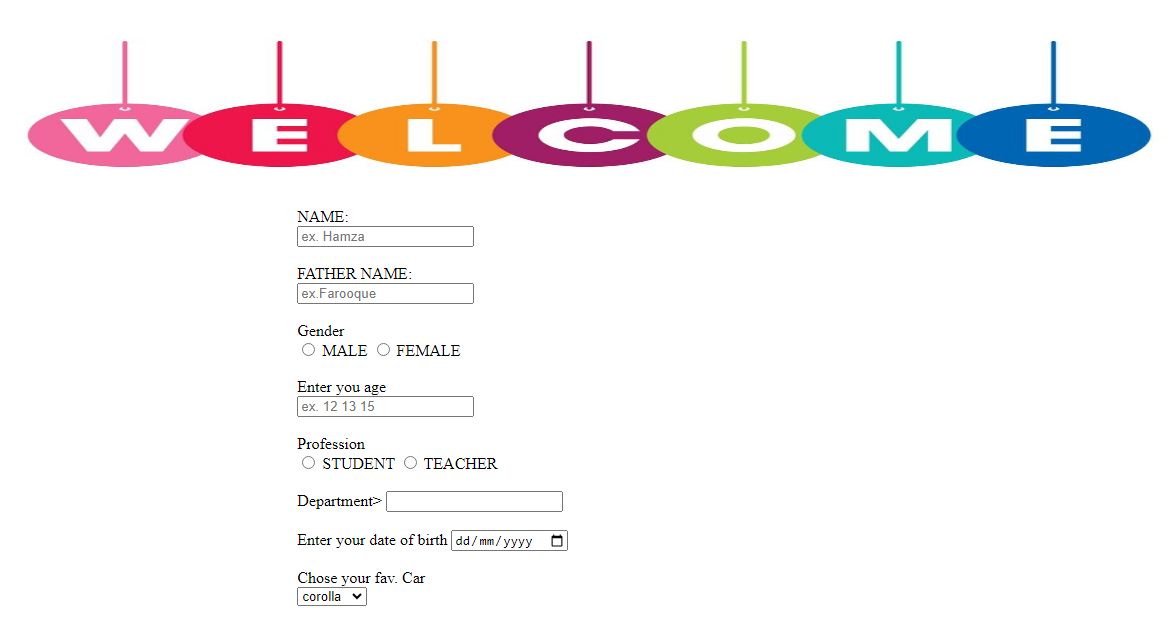 WELCOME
NAME:
ex. Hamza
FATHER NAME:
ex.Farooque
Gender
MALE FEMALE
Enter you age
ex. 12 13 15
Profession
STUDENT TEACHER
Department>
Enter your date of birth dd/mm/yyyy
Chose your fav. Car
corolla